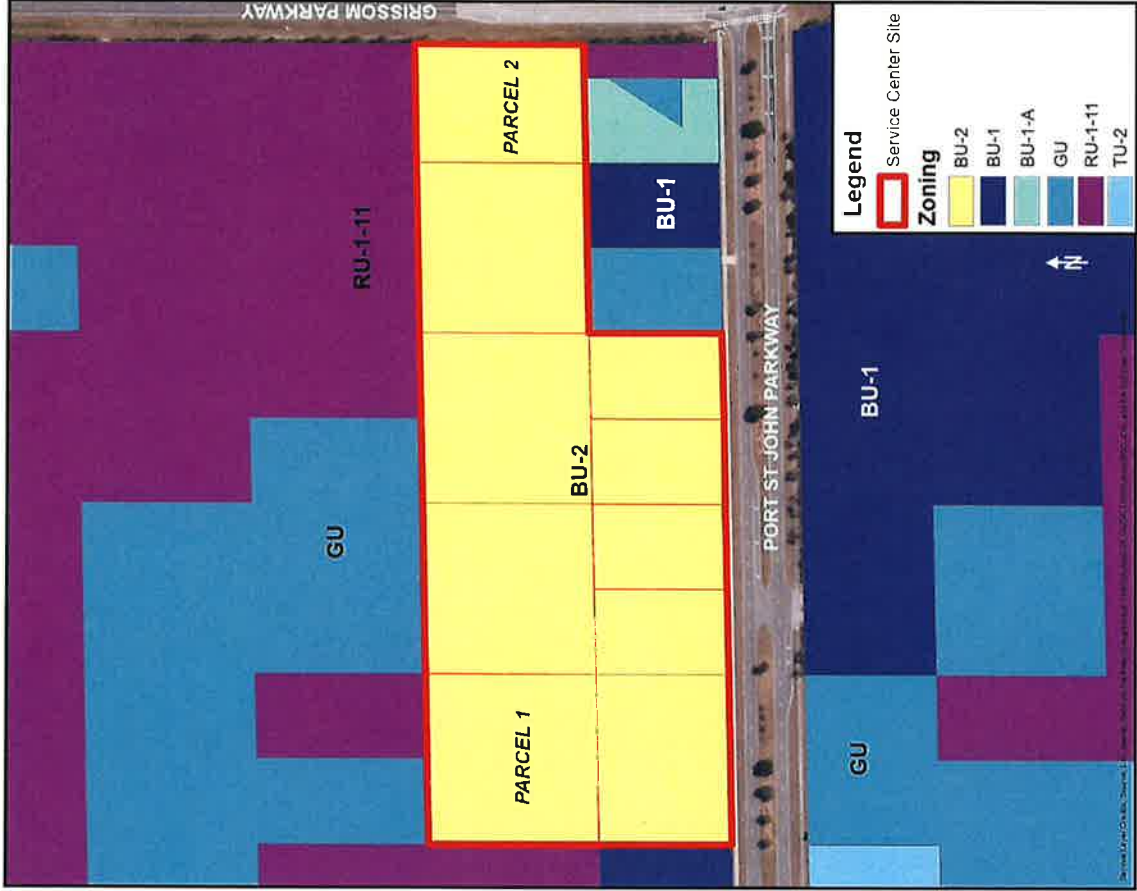 GRISSOM PARKWAY
PARCEL 2
RU-1-11
BU-1
GU
BU-2
PORT ST JOHN PARKWAY
BU-1
PARCEL 1
GU
N
Legend
Service Center Site
Zoning
BU-2
BU-1
BU-1-A
GU
RU-1-11
TU-2